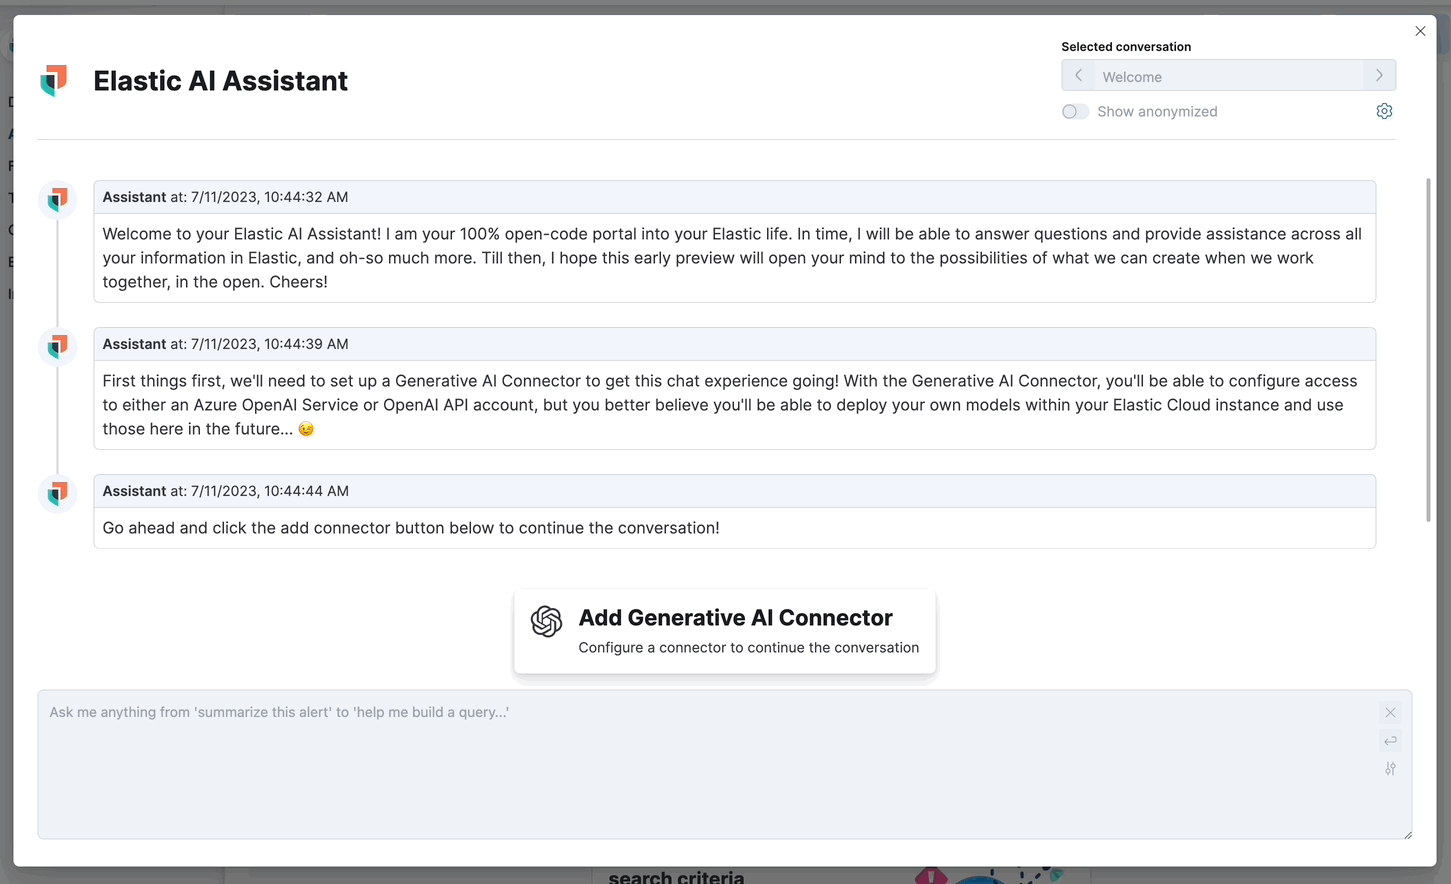 Selected conversation
Elastic AI Assistant
Welcome
Show anonymized
Assistant at: 7/11/2023, 10:44:32 AM
Welcome to your Elastic AI Assistant! I am your 100% open-code portal into your Elastic life. In time, I will be able to answer questions and provide assistance across all
your information in Elastic, and oh-so much more. Till then, I hope this early preview will open your mind to the possibilities of what we can create when we work
together, in the open. Cheers!
Assistant at: 7/11/2023, 10:44:39 AM
First things first, we'll need to set up a Generative AI Connector to get this chat experience going! With the Generative AI Connector, you'll be able to configure access
to either an Azure OpenAI Service or OpenAI API account, but you better believe you'll be able to deploy your own models within your Elastic Cloud instance and use
those here in the future... 😉
Assistant at: 7/11/2023, 10:44:44 AM
Go ahead and click the add connector button below to continue the conversation!
Add Generative AI Connector
Configure a connector to continue the conversation
Ask me anything from 'summarize this alert' to 'help me build a query...'
search criteria